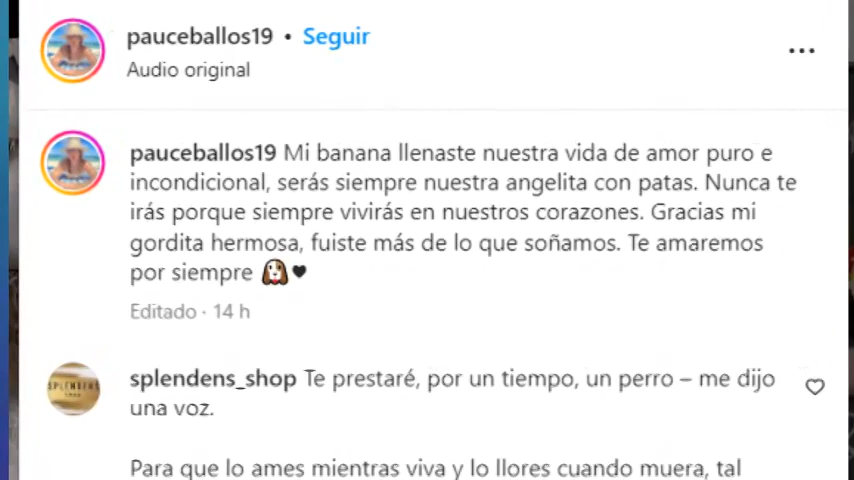 pauceballos19 • Seguir
Audio original
pauceballos19 Mi banana llenaste nuestra vida de amor puro e
incondicional, serás siempre nuestra angelita con patas. Nunca te
irás porque siempre vivirás en nuestros corazones. Gracias mi
gordita hermosa, fuiste más de lo que soñamos. Te amaremos
por siempre 🐶🖤
Editado · 14 h
SPLENDENS
splendens_shop Te prestaré, por un tiempo, un perro – me dijo
una voz.
Para que lo ames mientras viva y lo llores cuando muera, tal